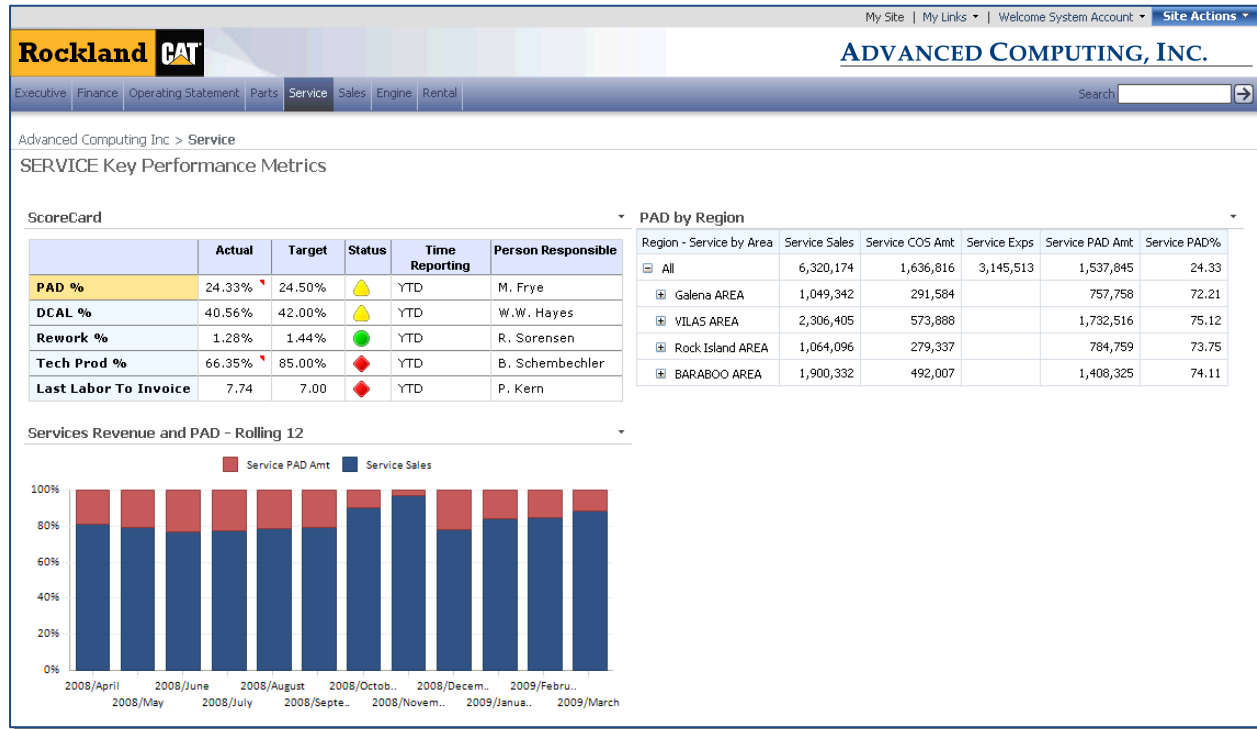 My Site | My Links | Welcome System Account Site Actions
Rockland CAT
ADVANCED COMPUTING, INC.
Executive Finance Operating Statement Parts Service Sales Engine Rental Search
Advanced Computing Inc > Service
SERVICE Key Performance Metrics
ScoreCard
Actual Target Status Time Reporting Person Responsible
PAD % 24.33% 24.50% YTD M. Frye
DCAL % 40.56% 42.00% YTD W.W. Hayes
Rework % 1.28% 1.44% YTD R. Sorensen
Tech Prod % 66.35% 85.00% YTD B. Schembechler
Last Labor To Invoice 7.74 7.00 YTD P. Kern
PAD by Region
Region - Service by Area Service Sales Service COS Amt Service Exps Service PAD Amt Service PAD%
All 6,320,174 1,636,816 3,145,513 1,537,845 24.33
Galena AREA 1,049,342 291,584 757,758 72.21
VILAS AREA 2,306,405 573,888 1,732,516 75.12
Rock Island AREA 1,064,096 279,337 784,759 73.75
BARABOO AREA 1,900,332 492,007 1,408,325 74.11
Services Revenue and PAD - Rolling 12
Service PAD Amt Service Sales
100%
80%
60%
40%
20%
0%
2008/April 2008/June 2008/August 2008/Octob.. 2008/Decem.. 2009/Febru..
2008/May 2008/July 2008/Septe.. 2008/Novem.. 2009/Janua.. 2009/March